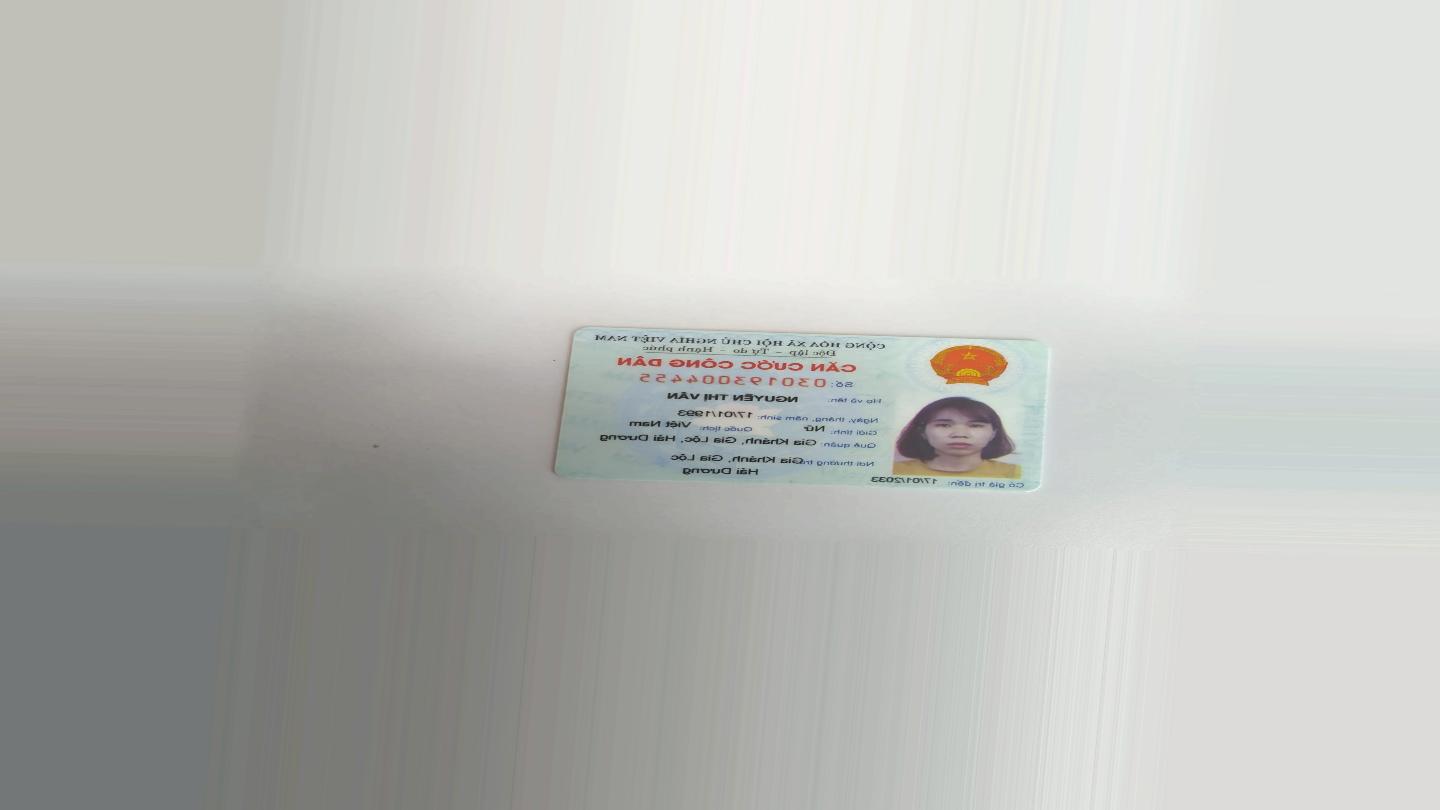 CỘNG HÒA XÃ HỘI CHỦ NGHĨA VIỆT NAM
Độc lập - Tự do - Hạnh phúc
CĂN CƯỚC CÔNG DÂN
Số: 030193004455
Họ và tên: NGUYỄN THỊ VÂN
Ngày, tháng, năm sinh: 17/01/1993
Giới tính: Nữ Quốc tịch: Việt Nam
Quê quán: Gia Khánh, Gia Lộc, Hải Dương
Nơi thường trú: Gia Khánh, Gia Lộc
Hải Dương
Có giá trị đến: 17/01/2033